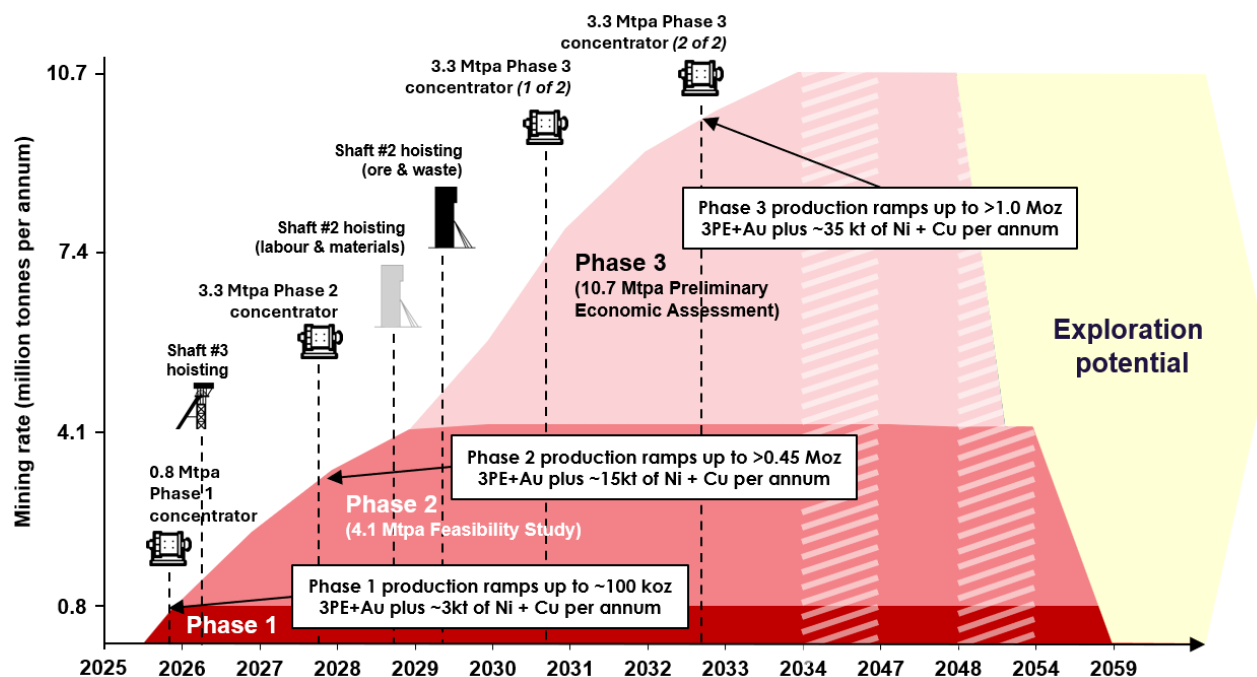 3.3 Mtpa Phase 3
concentrator (2 of 2)
10.7
3.3 Mtpa Phase 3
concentrator (1 of 2)
Shaft #2 hoisting
(ore & waste)
Phase 3 production ramps up to >1.0 Moz
3PE+Au plus ~35 kt of Ni + Cu per annum
Shaft #2 hoisting
(labour & materials)
7.4
Phase 3
(10.7 Mtpa Preliminary
Economic Assessment)
3.3 Mtpa Phase 2
concentrator
Exploration
potential
Shaft #3
hoisting
Mining rate (million tonnes per annum)
4.1
Phase 2 production ramps up to >0.45 Moz
3PE+Au plus ~15kt of Ni + Cu per annum
0.8 Mtpa
Phase 1
concentrator
Phase 2
(4.1 Mtpa Feasibility Study)
Phase 1 production ramps up to ~100 koz
3PE+Au plus ~3kt of Ni + Cu per annum
0.8
Phase 1
2025 2026 2027 2028 2029 2030 2031 2032 2033 2034 2047 2048 2054 2059